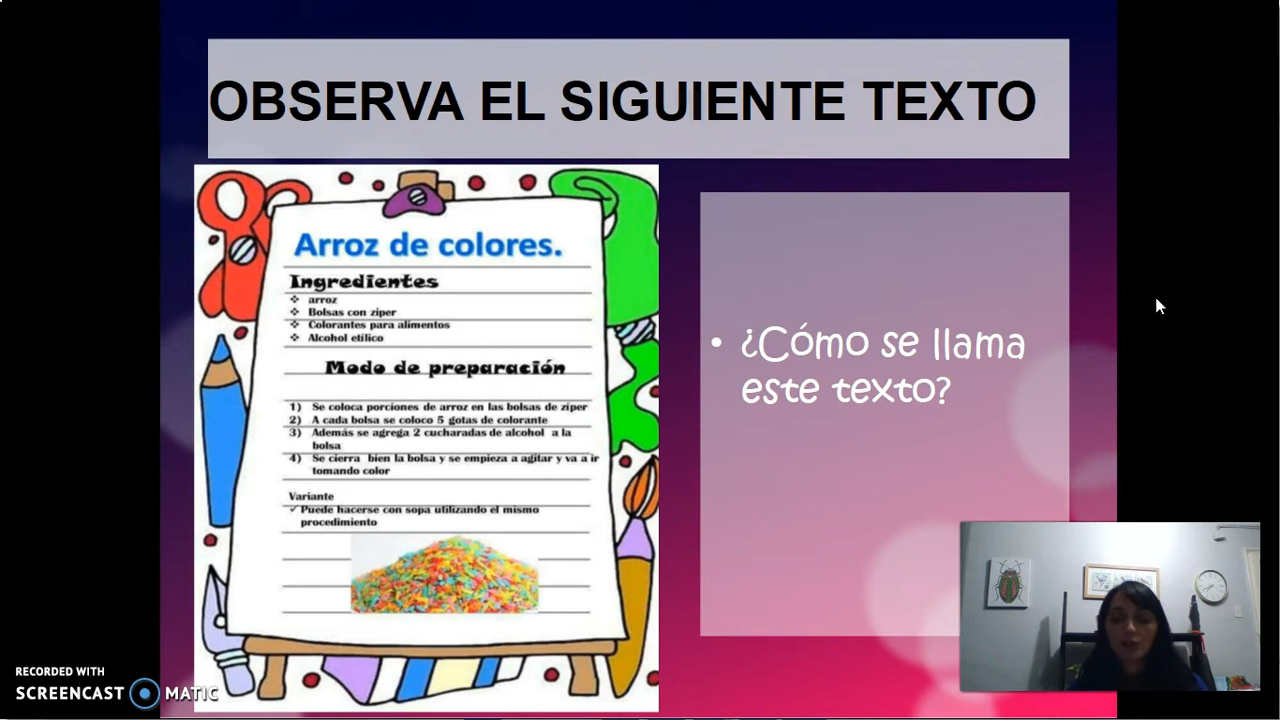 OBSERVA EL SIGUIENTE TEXTO
Arroz de colores.
Ingredientes
❖ arroz
❖ Bolsas con ziper
❖ Colorantes para alimentos
❖ Alcohol etílico
Modo de preparación
1) Se coloca porciones de arroz en las bolsas de zíper
2) A cada bolsa se coloco 5 gotas de colorante
3) Además se agrega 2 cucharadas de alcohol a la
bolsa
4) Se cierra bien la bolsa y se empieza a agitar y va a ir
tomando color
Variante
✓ Puede hacerse con sopa utilizando el mismo
procedimiento
• ¿Cómo se llama
este texto?
RECORDED WITH
SCREENCAST MATIC